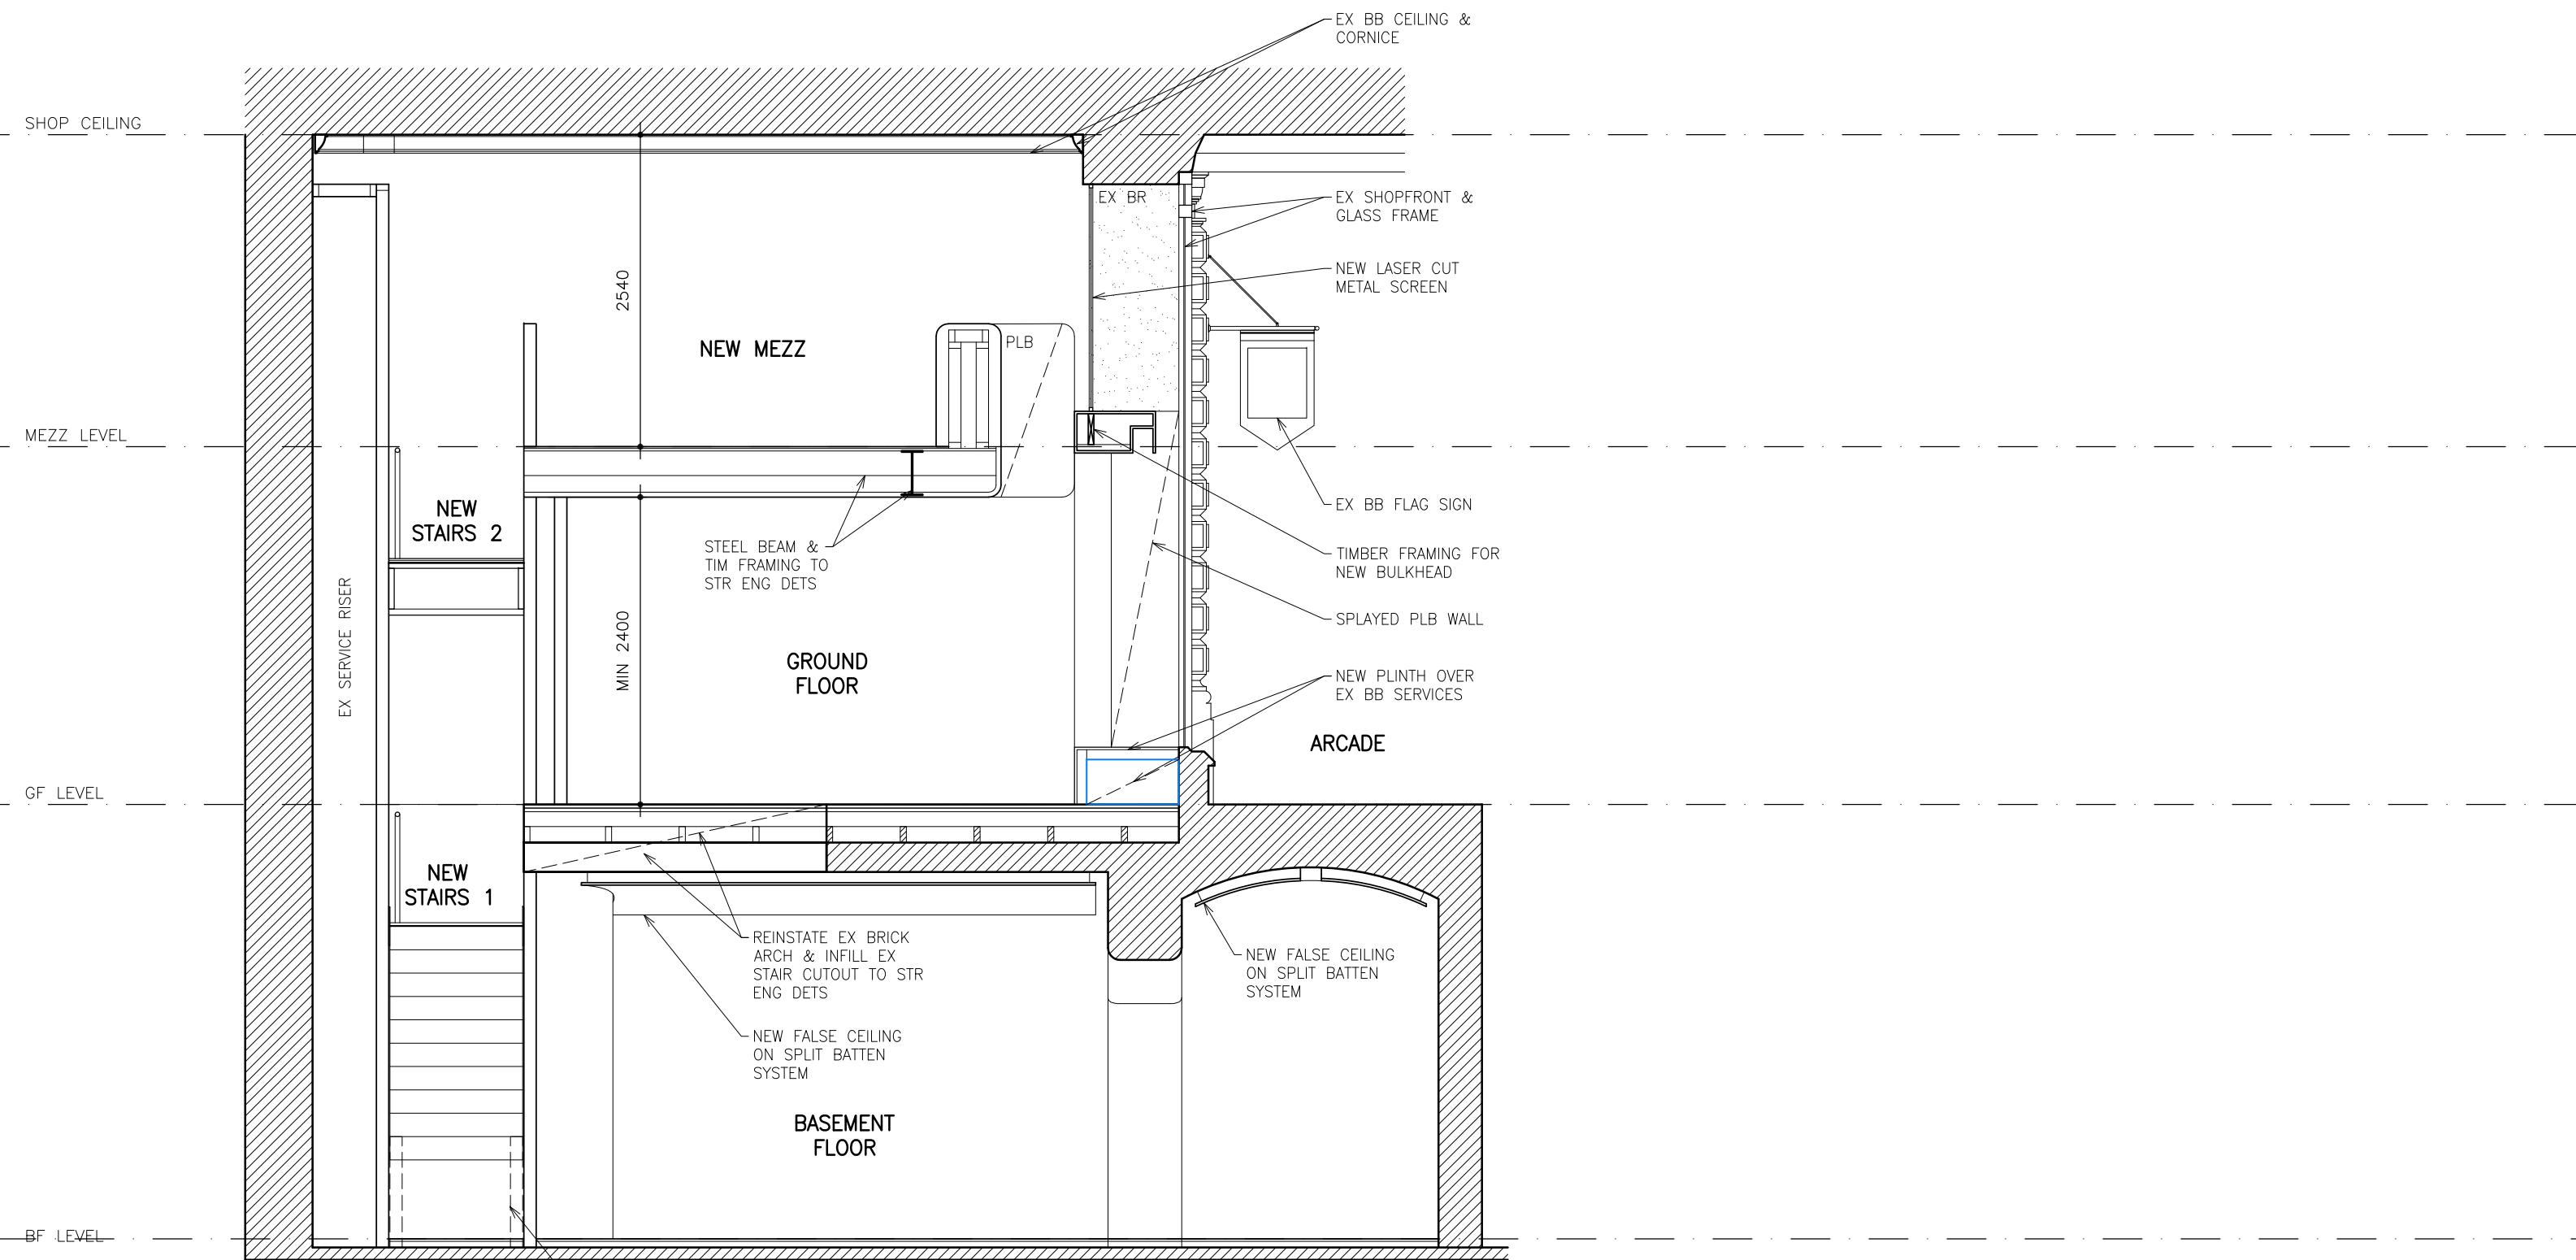 EX BB CEILING &
CORNICE
SHOP CEILING
EX BR
EX SHOPFRONT &
GLASS FRAME
NEW LASER CUT
METAL SCREEN
2540
NEW MEZZ
PLB
MEZZ LEVEL
NEW
STAIRS 2
EX BB FLAG SIGN
STEEL BEAM &
TIM FRAMING TO
STR ENG DETS
TIMBER FRAMING FOR
NEW BULKHEAD
EX SERVICE RISER
MIN 2400
SPLAYED PLB WALL
GROUND
FLOOR
NEW PLINTH OVER
EX BB SERVICES
ARCADE
GF LEVEL
NEW
STAIRS 1
REINSTATE EX BRICK
ARCH & INFILL EX
STAIR CUTOUT TO STR
ENG DETS
NEW FALSE CEILING
ON SPLIT BATTEN
SYSTEM
NEW FALSE CEILING
ON SPLIT BATTEN
SYSTEM
BASEMENT
FLOOR
BF LEVEL